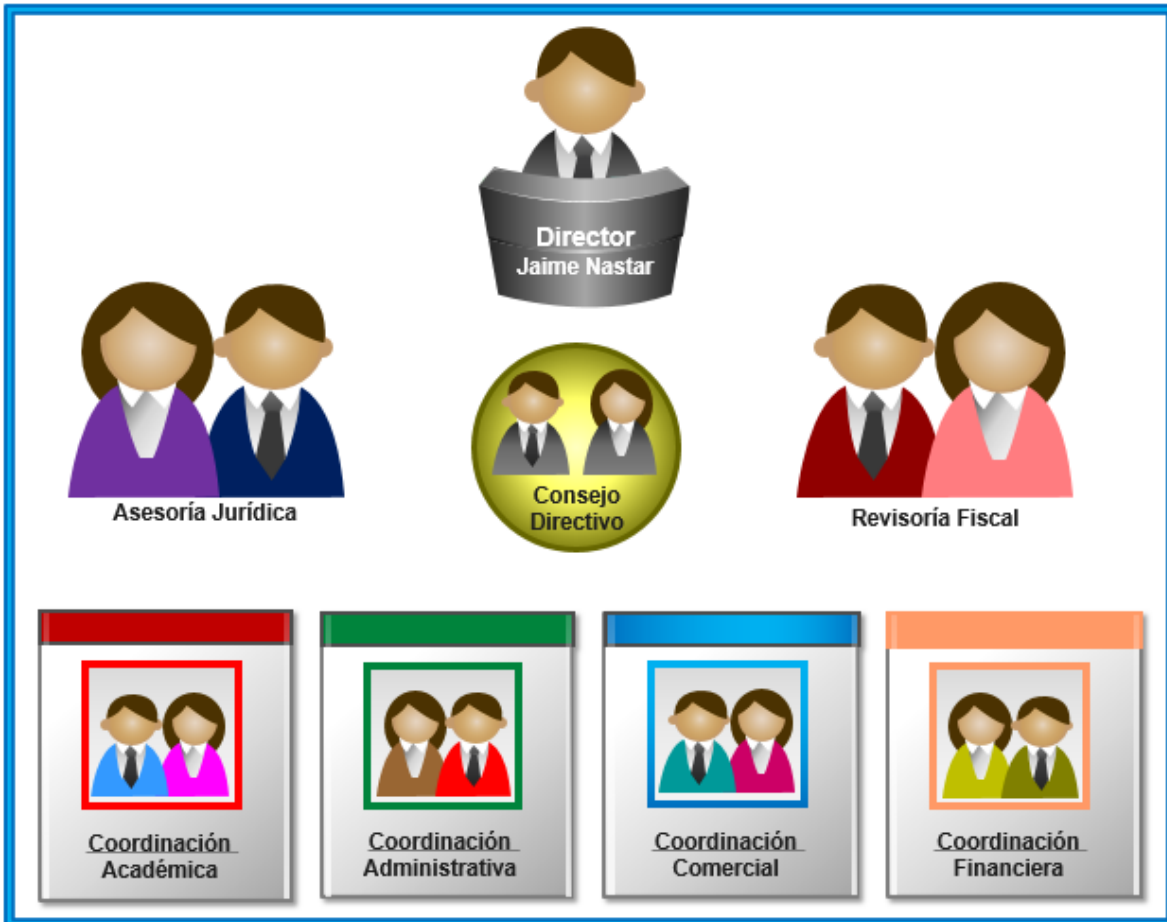 Director
Jaime Nastar
Asesoría Jurídica
Consejo
Directivo
Revisoría Fiscal
Coordinación
Académica
Coordinación
Administrativa
Coordinación
Comercial
Coordinación
Financiera